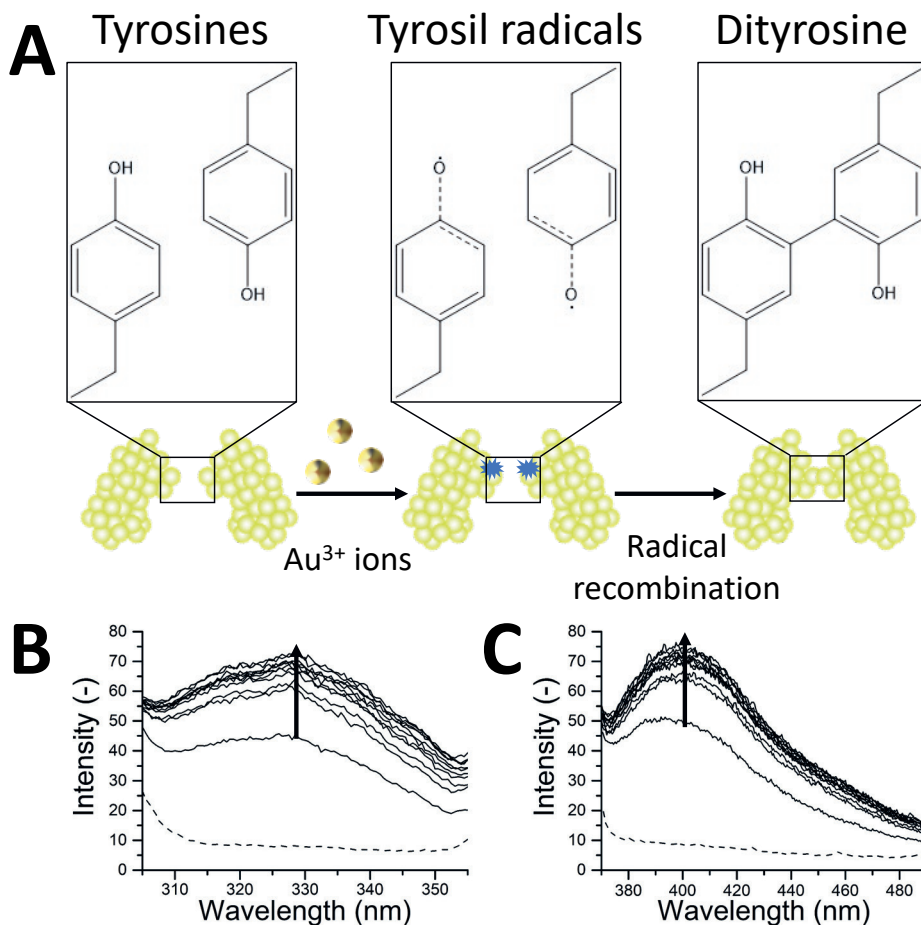 A
Tyrosines
Tyrosil radicals
Dityrosine
OH
OH
O
O
OH
OH
Au³⁺ ions
Radical
recombination
B
80
70
60
50
40
30
20
10
0
Intensity (-)
310 320 330 340 350
Wavelength (nm)
C
80
70
60
50
40
30
20
10
0
Intensity (-)
380 400 420 440 460 480
Wavelength (nm)